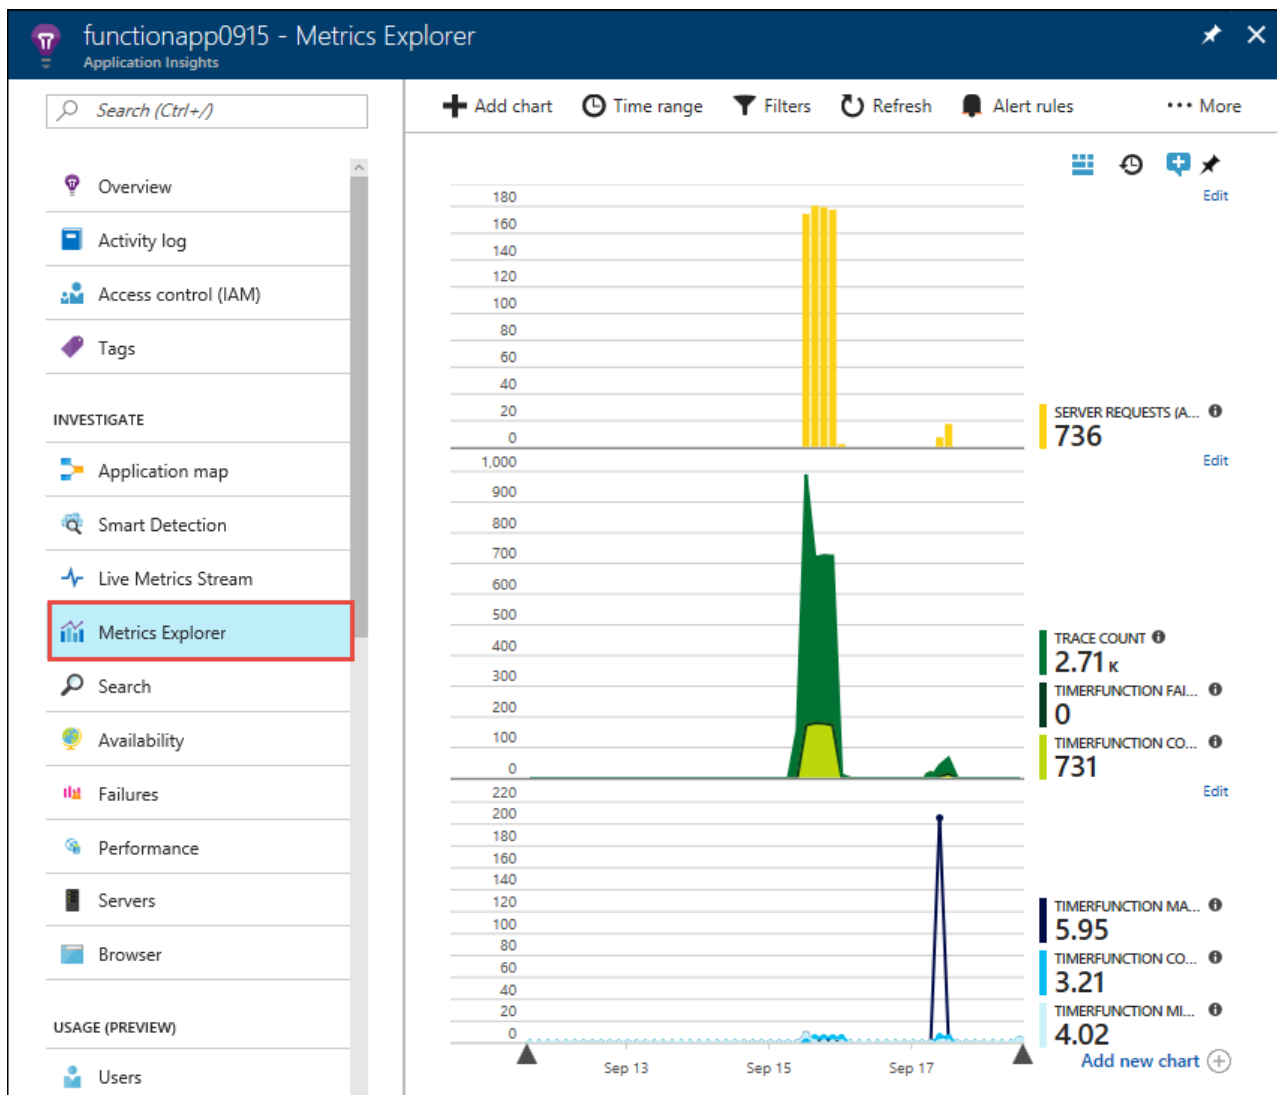 functionapp0915 - Metrics Explorer
Application Insights
Search (Ctrl+/)
Overview
Activity log
Access control (IAM)
Tags
INVESTIGATE
Application map
Smart Detection
Live Metrics Stream
Metrics Explorer
Search
Availability
Failures
Performance
Servers
Browser
USAGE (PREVIEW)
Users
Add chart
Time range
Filters
Refresh
Alert rules
More
Edit
180
160
140
120
100
80
60
40
20
0
SERVER REQUESTS (A...
736
Edit
1,000
900
800
700
600
500
400
300
200
100
0
TRACE COUNT
2.71 K
TIMERFUNCTION FAI...
0
TIMERFUNCTION CO...
731
Edit
220
200
180
160
140
120
100
80
60
40
20
0
TIMERFUNCTION MA...
5.95
TIMERFUNCTION CO...
3.21
TIMERFUNCTION MI...
4.02
Sep 13
Sep 15
Sep 17
Add new chart